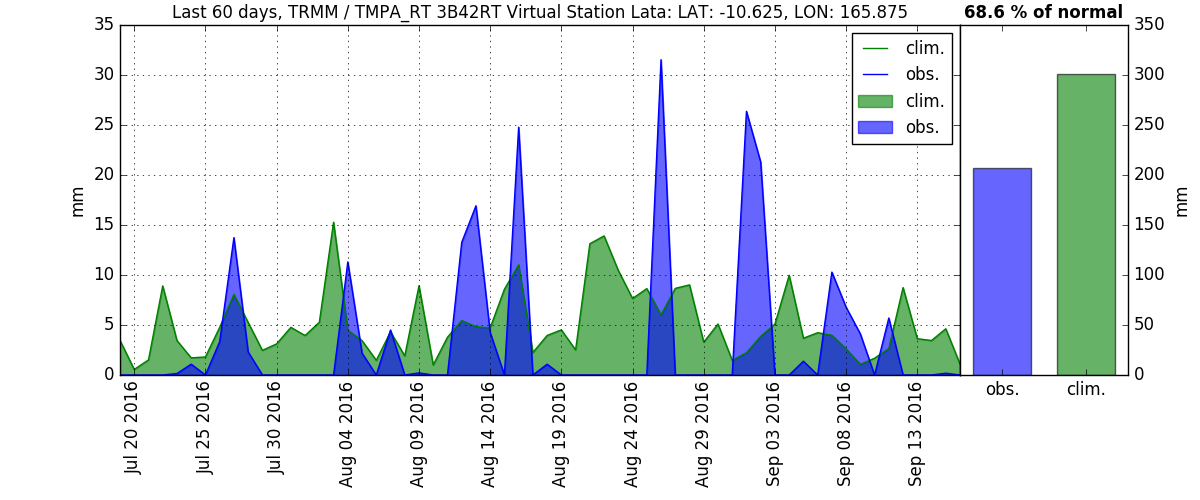 Last 60 days, TRMM / TMPA_RT 3B42RT Virtual Station Lata: LAT: -10.625, LON: 165.875
68.6 % of normal
35
30
25
20
15
10
5
0
mm
clim.
obs.
clim.
obs.
350
300
250
200
150
100
50
0
mm
Jul 20 2016
Jul 25 2016
Jul 30 2016
Aug 04 2016
Aug 09 2016
Aug 14 2016
Aug 19 2016
Aug 24 2016
Aug 29 2016
Sep 03 2016
Sep 08 2016
Sep 13 2016
obs.
clim.